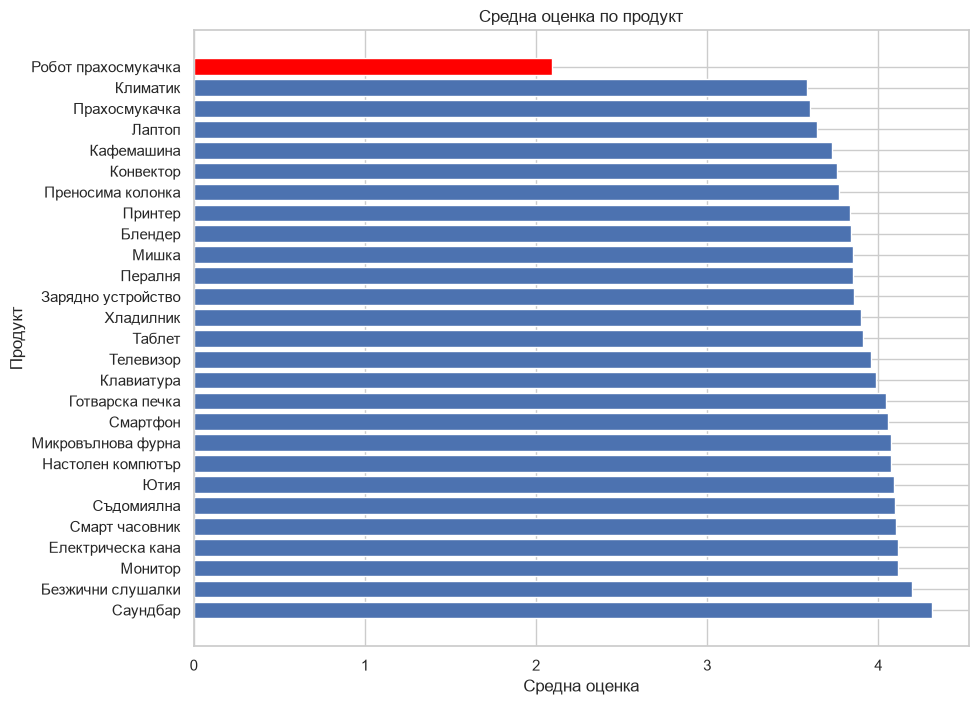 Средна оценка по продукт
Робот прахосмукачка
Климатик
Прахосмукачка
Лаптоп
Кафемашина
Конвектор
Преносима колонка
Принтер
Блендер
Мишка
Пералня
Зарядно устройство
Хладилник
Таблет
Телевизор
Клавиатура
Готварска печка
Смартфон
Микровълнова фурна
Настолен компютър
Ютия
Съдомиялна
Смарт часовник
Електрическа кана
Монитор
Безжични слушалки
Саундбар
Продукт
0 1 2 3 4
Средна оценка